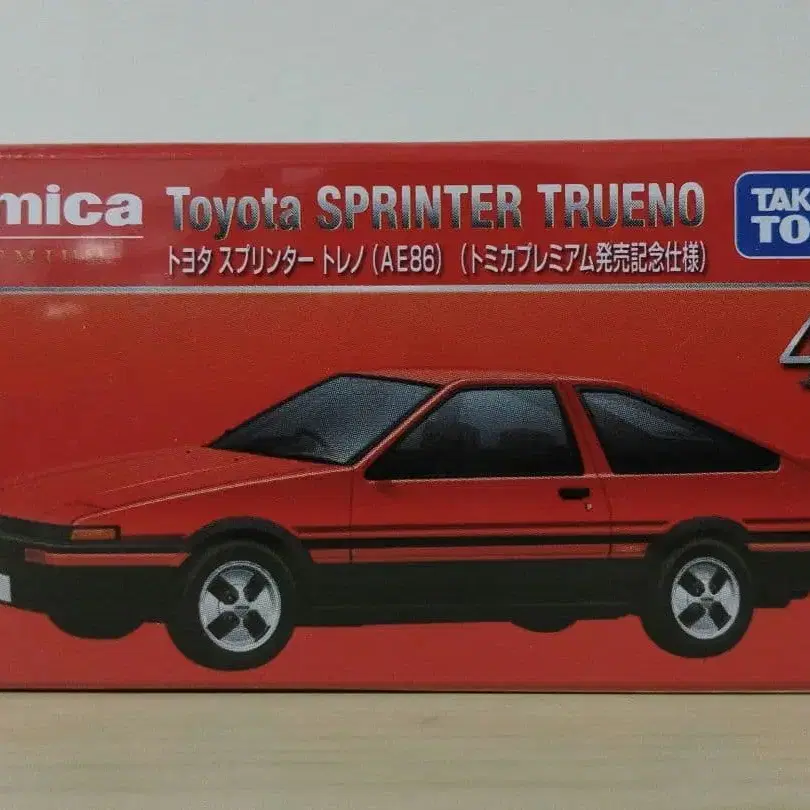 mica
Toyota SPRINTER TRUENO
トヨタ スプリンター トレノ(AE86) (トミカプレミアム発売記念仕様)
TAK
TO